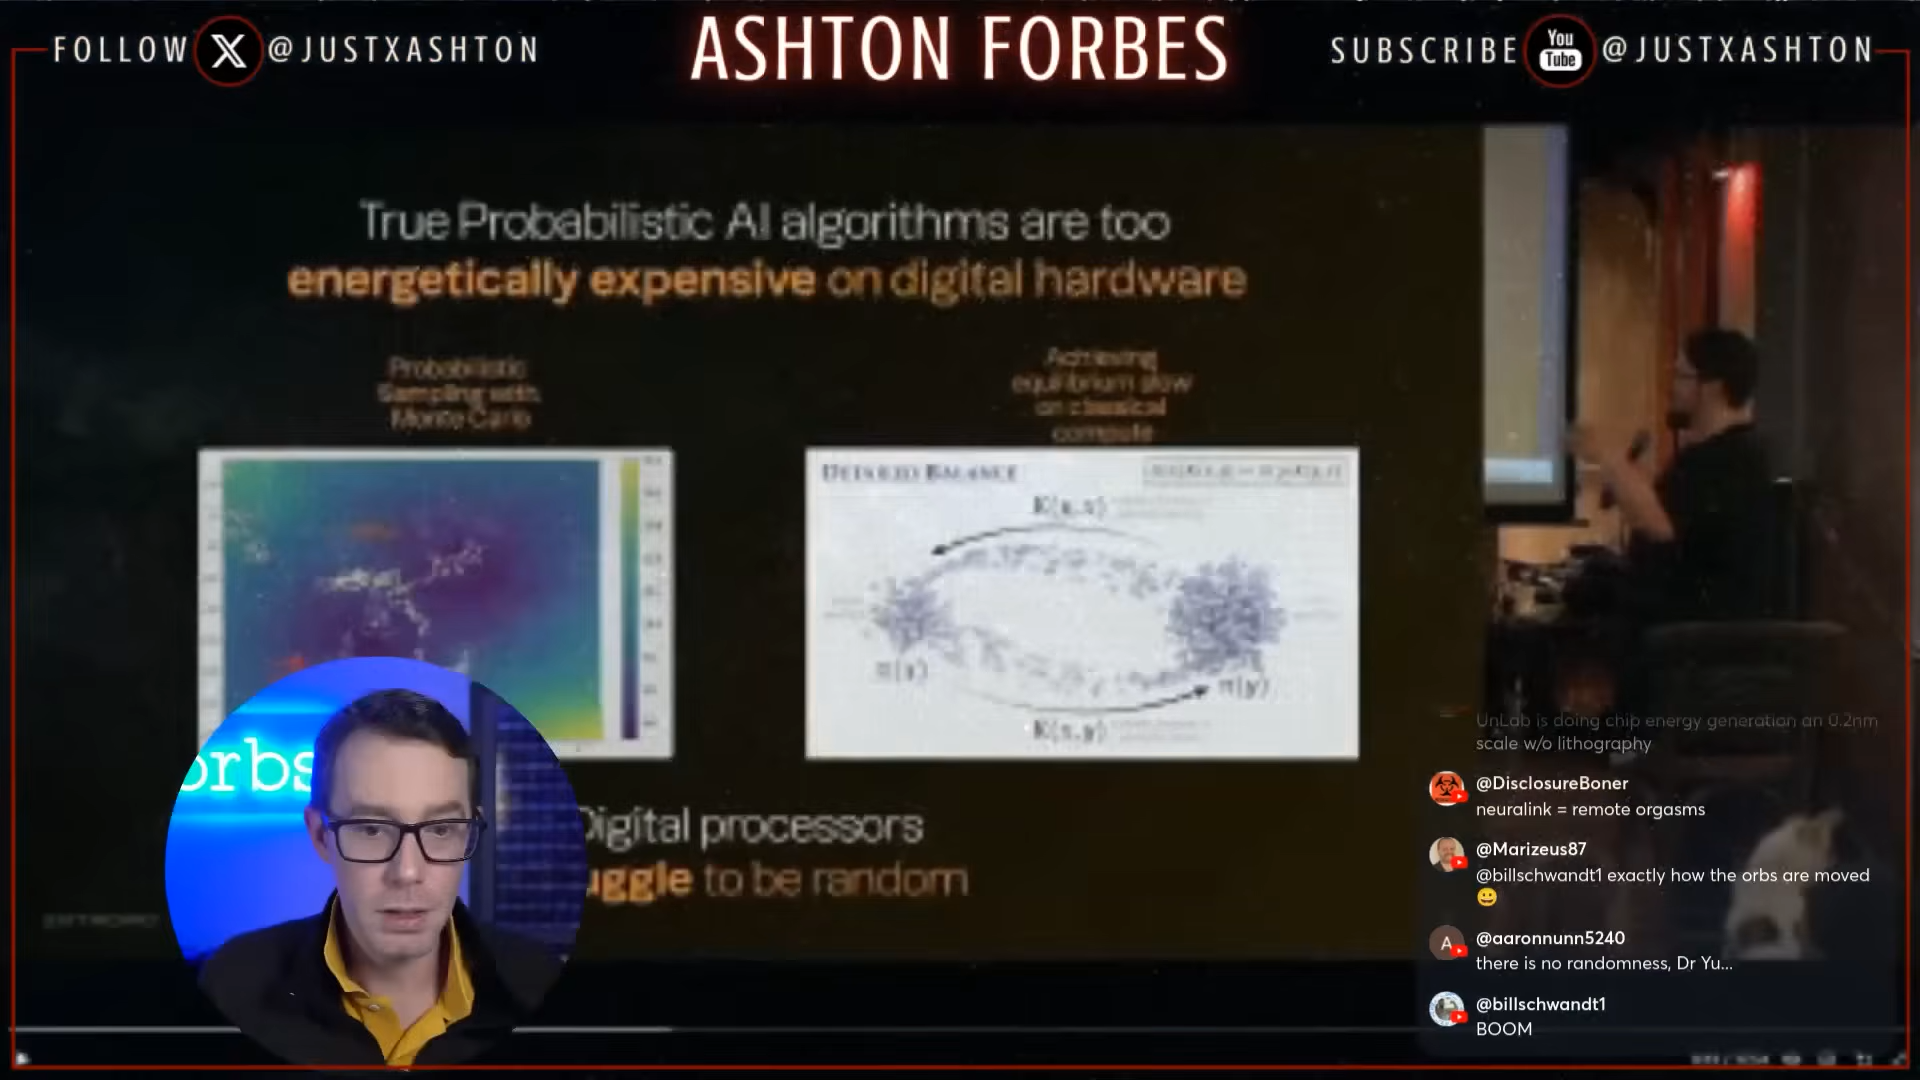 FOLLOW X @JUSTXASHTON
ASHTON FORBES
SUBSCRIBE You Tube @JUSTXASHTON
True Probabilistic AI algorithms are too
energetically expensive on digital hardware
Probabilistic
Sampling with
Monte Carlo
Achieving
equilibrium slow
on classical
compute
DETAILED BALANCE
π(y)
Digital processors
uggle to be random
orbs
UnLab is doing chip energy generation an 0.2nm
scale w/o lithography
@DisclosureBoner
neuralink = remote orgasms
@Marizeus87
@billschwandt1 exactly how the orbs are moved
😀
A @aaronnunn5240
there is no randomness, Dr Yu...
@billschwandt1
BOOM